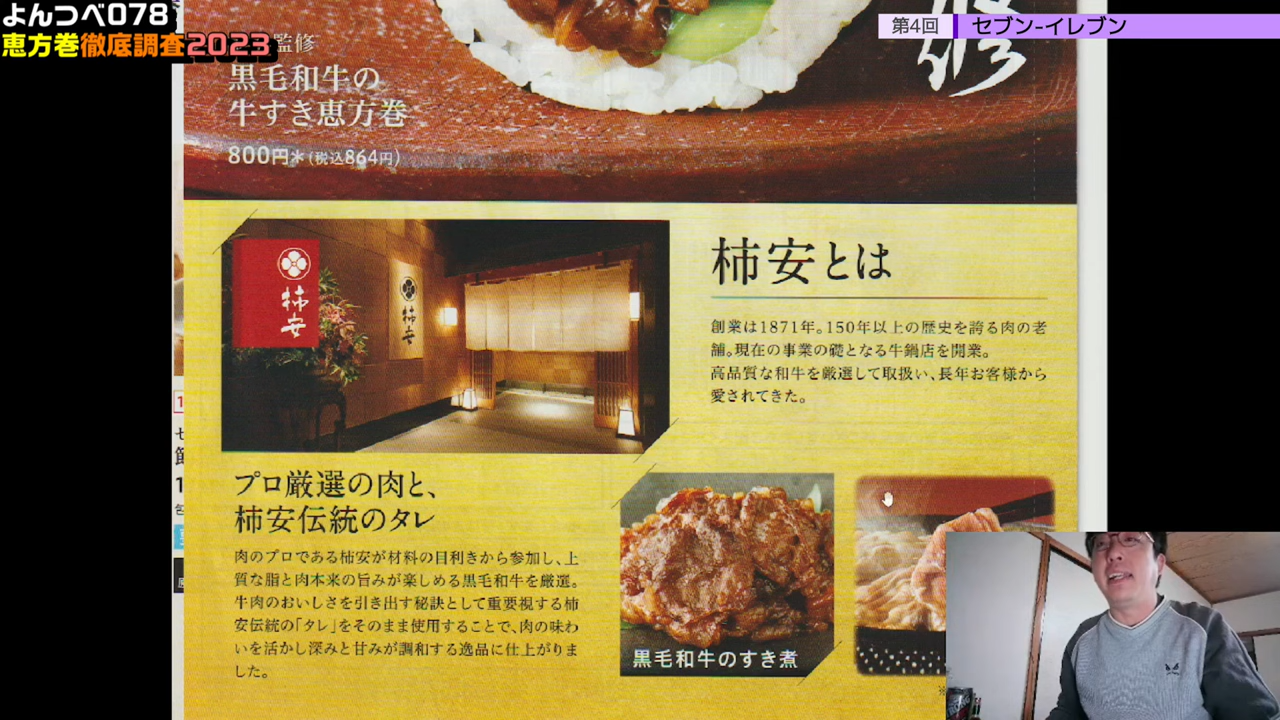 よんつべ078
恵方巻徹底調査2023
第4回
セブン-イレブン
監修
黒毛和牛の
牛すき恵方巻
800円＊(税込864円)
修
柿安
柿安
柿安とは
創業は1871年。150年以上の歴史を誇る肉の老
舗。現在の事業の礎となる牛鍋店を開業。
高品質な和牛を厳選して取扱い、長年お客様から
愛されてきた。
プロ厳選の肉と、
柿安伝統のタレ
肉のプロである柿安が材料の目利きから参加し、上
質な脂と肉本来の旨みが楽しめる黒毛和牛を厳選。
牛肉のおいしさを引き出す秘訣として重要視する柿
安伝統の「タレ」をそのまま使用することで、肉の味わ
いを活かし深みと甘みが調和する逸品に仕上がりま
した。
黒毛和牛のすき煮